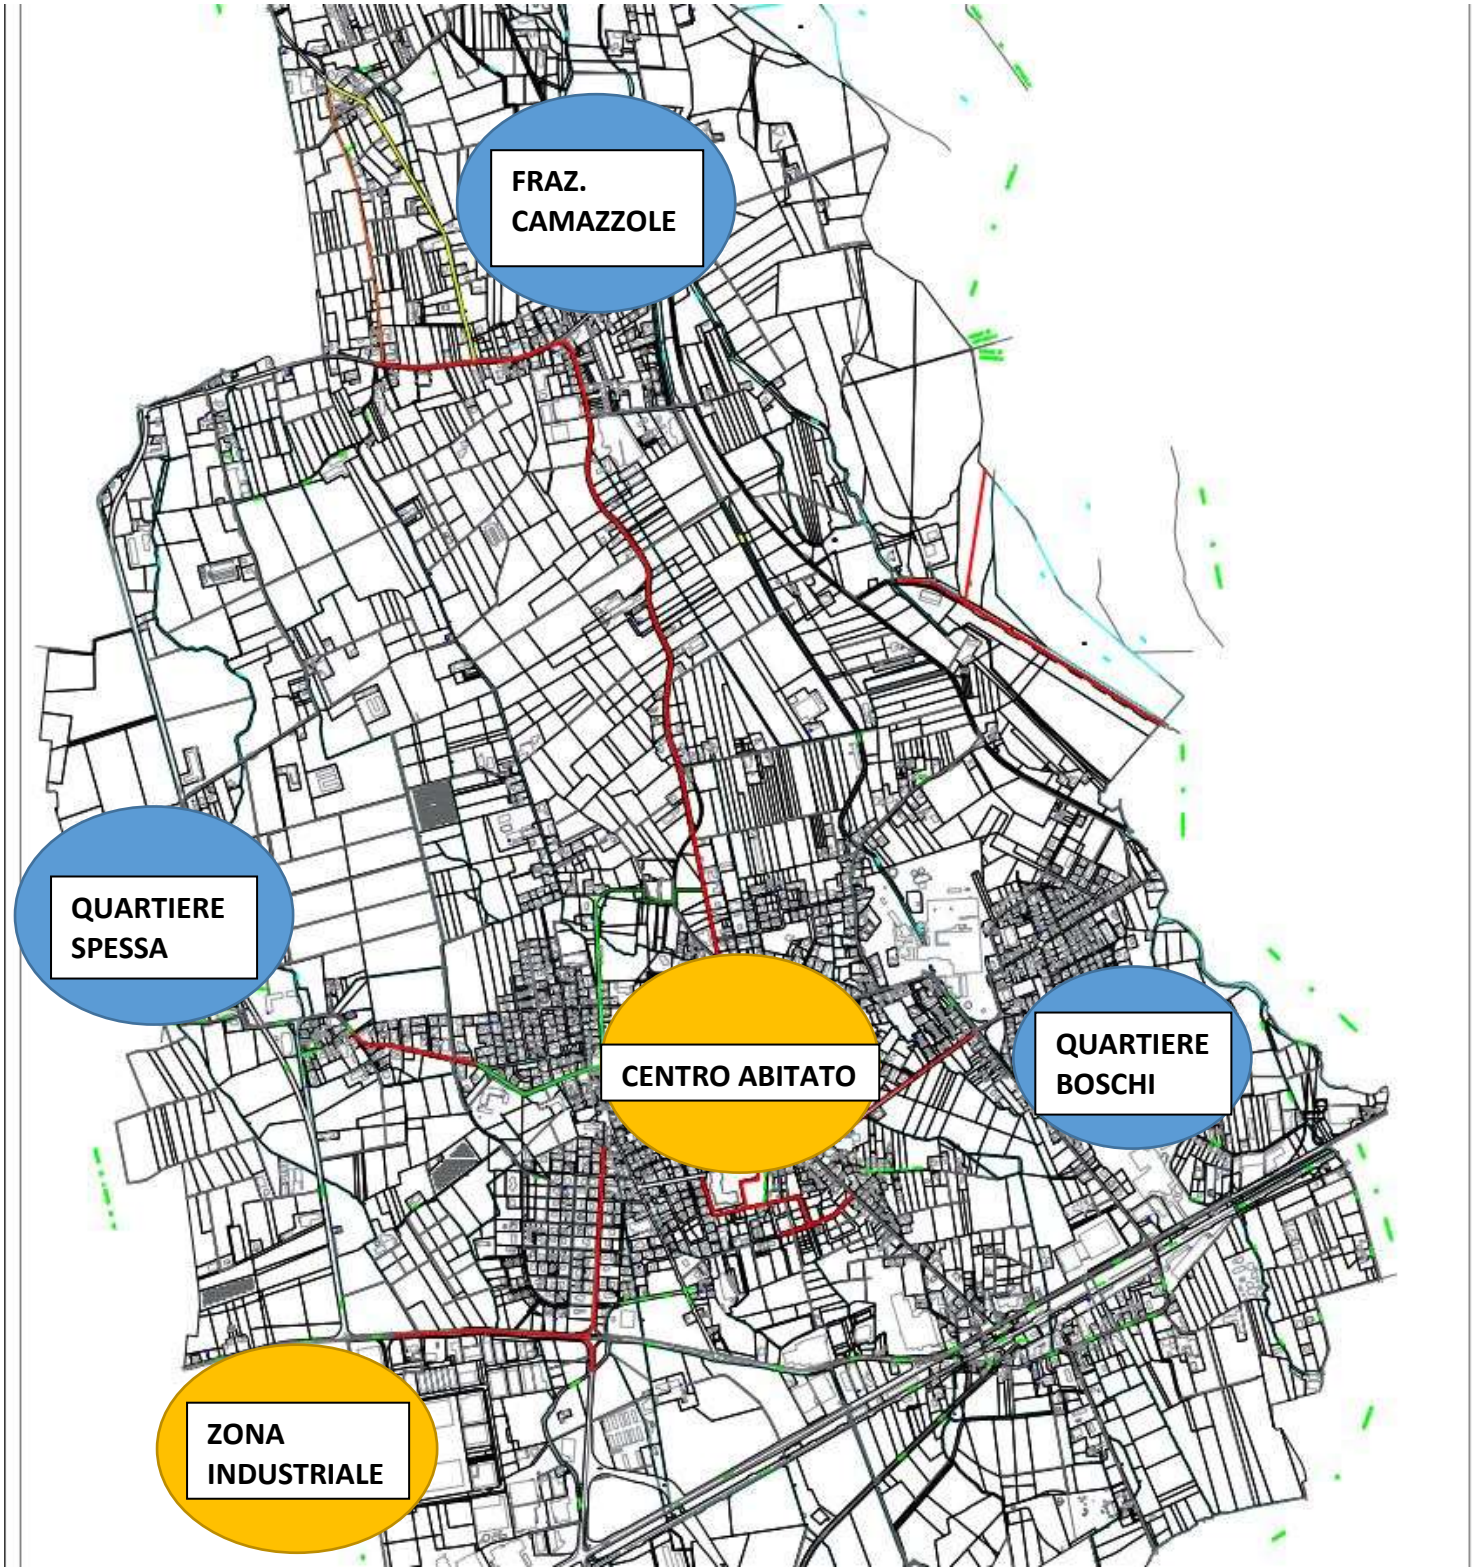 FRAZ.
CAMAZZOLE
QUARTIERE
SPESSA
CENTRO ABITATO
QUARTIERE
BOSCHI
ZONA
INDUSTRIALE